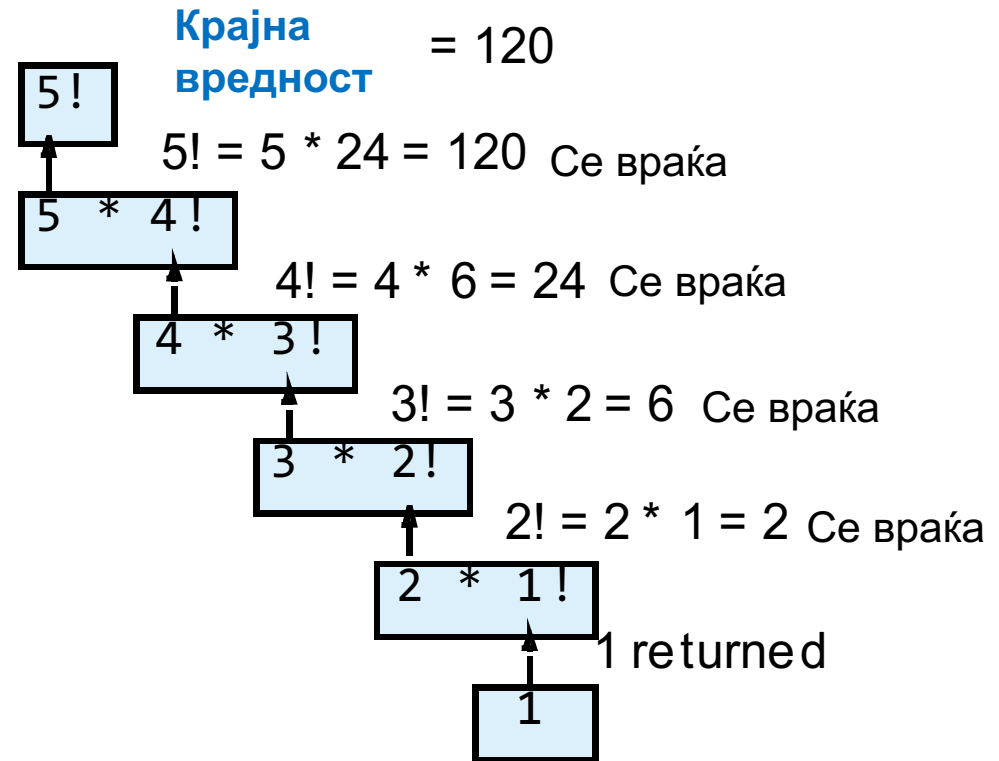 Крајна
вредност
= 120
5!
5! = 5 * 24 = 120 Се враќа
5 * 4!
4! = 4 * 6 = 24 Се враќа
4 * 3!
3! = 3 * 2 = 6 Се враќа
3 * 2!
2! = 2 * 1 = 2 Се враќа
2 * 1!
1 returned
1